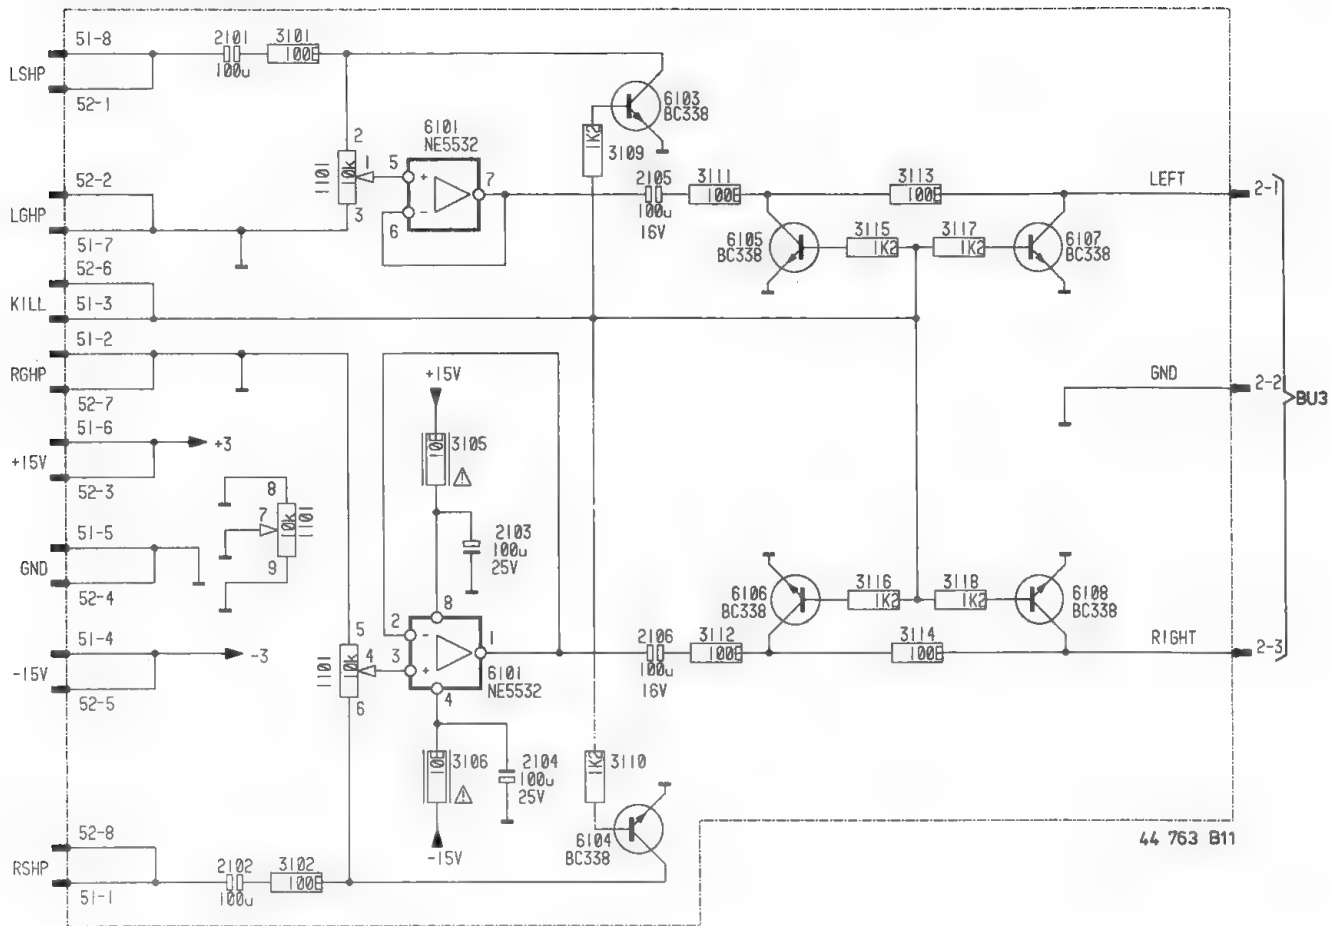 51-8
LSHP
52-1
2101
100u
3101
100E
6103
BC338
1K2
3109
2
1
3
1101
10k
6101
NE5532
5
6
7
+
-
52-2
LGHP
51-7
2105
100u
16V
3111
100E
3113
100E
LEFT
2-1
6105
BC338
3115
1K2
3117
1K2
6107
BC338
52-6
KILL
51-3
51-2
RGHP
52-7
51-6
+15V
52-3
+3
51-5
GND
52-4
51-4
-15V
52-5
-3
8
7
9
10k
1101
+15V
10E
3105
2103
100u
25V
GND
2-2
BU3
5
4
6
1101
10k
8
2
3
1
4
-
+
6101
NE5532
10E
3106
2104
100u
25V
-15V
2106
100u
16V
3112
100E
3114
100E
RIGHT
2-3
6106
BC338
3116
1K2
3118
1K2
6108
BC338
1K2
3110
6104
BC338
52-8
RSHP
51-1
2102
100u
3102
100E
44 763 B11